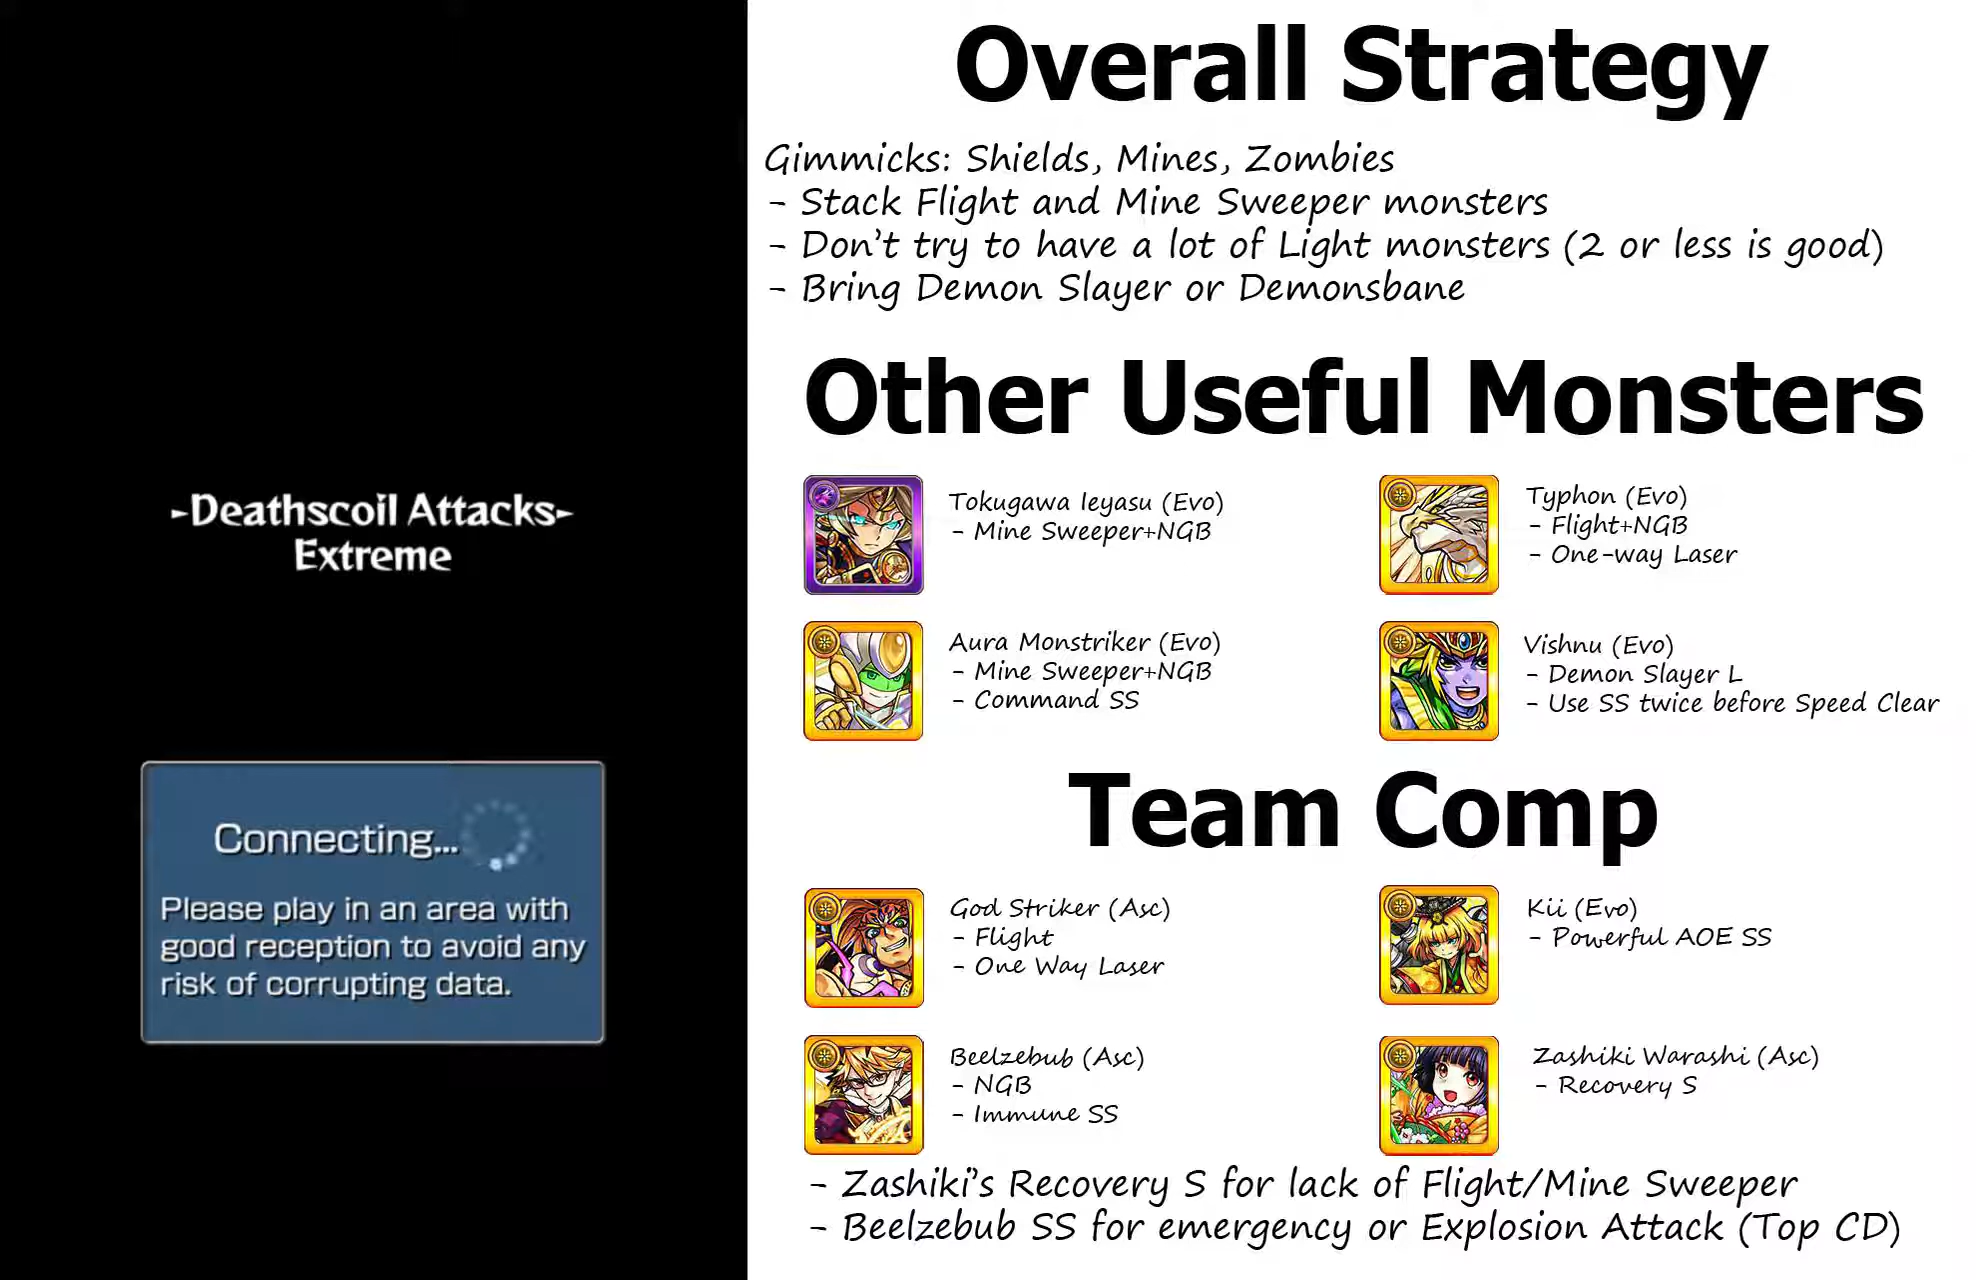 -Deathscoil Attacks-
Extreme
Connecting...
Please play in an area with
good reception to avoid any
risk of corrupting data.
Overall Strategy
Gimmicks: Shields, Mines, Zombies
- Stack Flight and Mine Sweeper monsters
- Don't try to have a lot of Light monsters (2 or less is good)
- Bring Demon Slayer or Demonsbane
Other Useful Monsters
Tokugawa Ieyasu (Evo)
- Mine Sweeper+NGB
Typhon (Evo)
- Flight+NGB
- One-way Laser
Aura Monstriker (Evo)
- Mine Sweeper+NGB
- Command SS
Vishnu (Evo)
- Demon Slayer L
- Use SS twice before Speed Clear
Team Comp
God Striker (Asc)
- Flight
- One Way Laser
Kii (Evo)
- Powerful AOE SS
Beelzebub (Asc)
- NGB
- Immune SS
Zashiki Warashi (Asc)
- Recovery S
- Zashiki's Recovery S for lack of Flight/Mine Sweeper
- Beelzebub SS for emergency or Explosion Attack (Top CD)